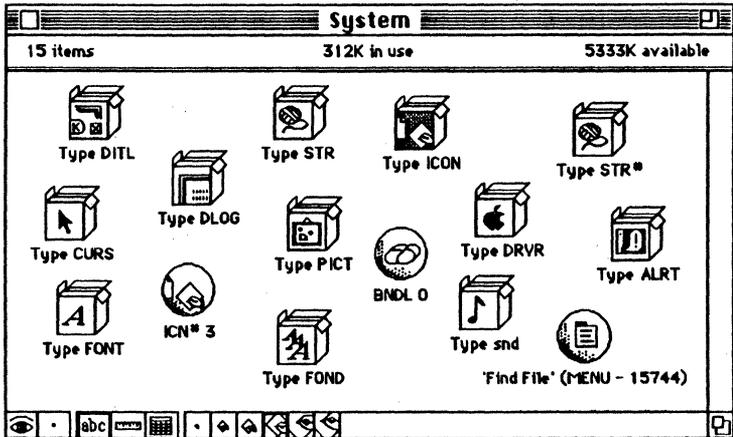 System
15 items 312K in use 5333K available
Type DITL
Type STR
Type ICON
Type STR#
Type DLOG
Type CURS
Type PICT
Type DRVR
Type ALRT
BNDL 0
ICN# 3
Type FONT
Type snd
Type FOND
'Find File' (MENU - 15744)
abc